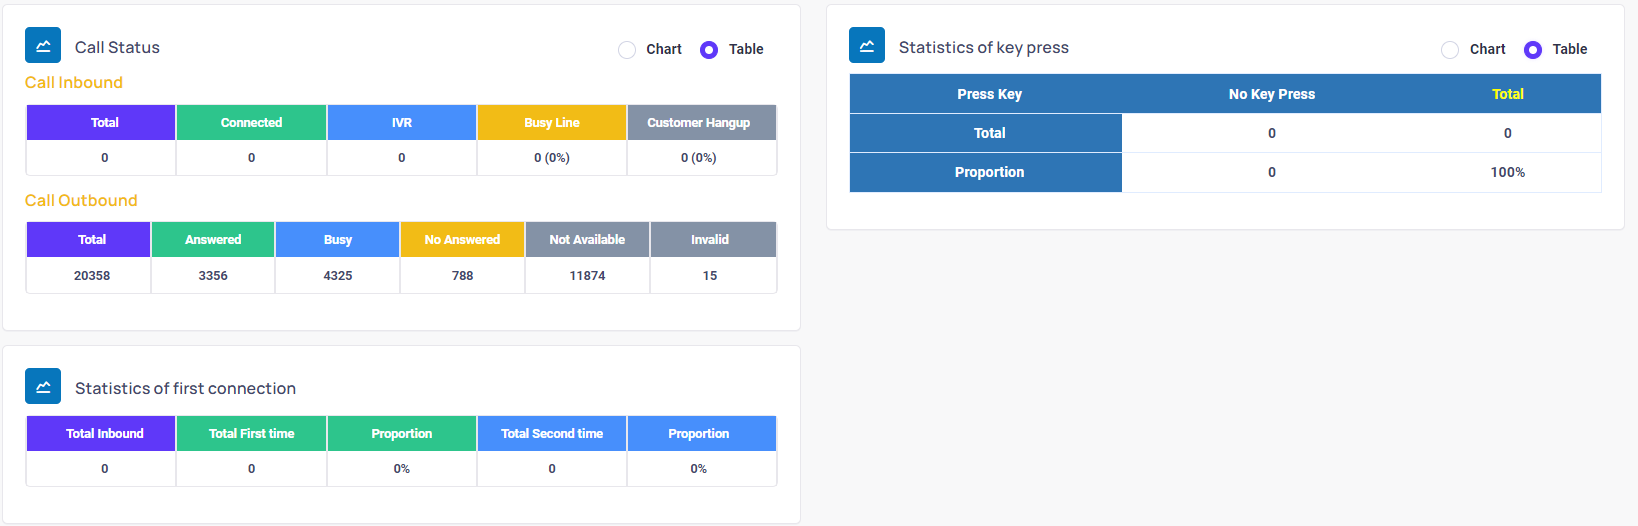 Call Status
Chart Table
Call Inbound
Total Connected IVR Busy Line Customer Hangup
0 0 0 0 (0%) 0 (0%)
Call Outbound
Total Answered Busy No Answered Not Available Invalid
20358 3356 4325 788 11874 15
Statistics of first connection
Total Inbound Total First time Proportion Total Second time Proportion
0 0 0% 0 0%
Statistics of key press
Chart Table
Press Key No Key Press Total
Total 0 0
Proportion 0 100%